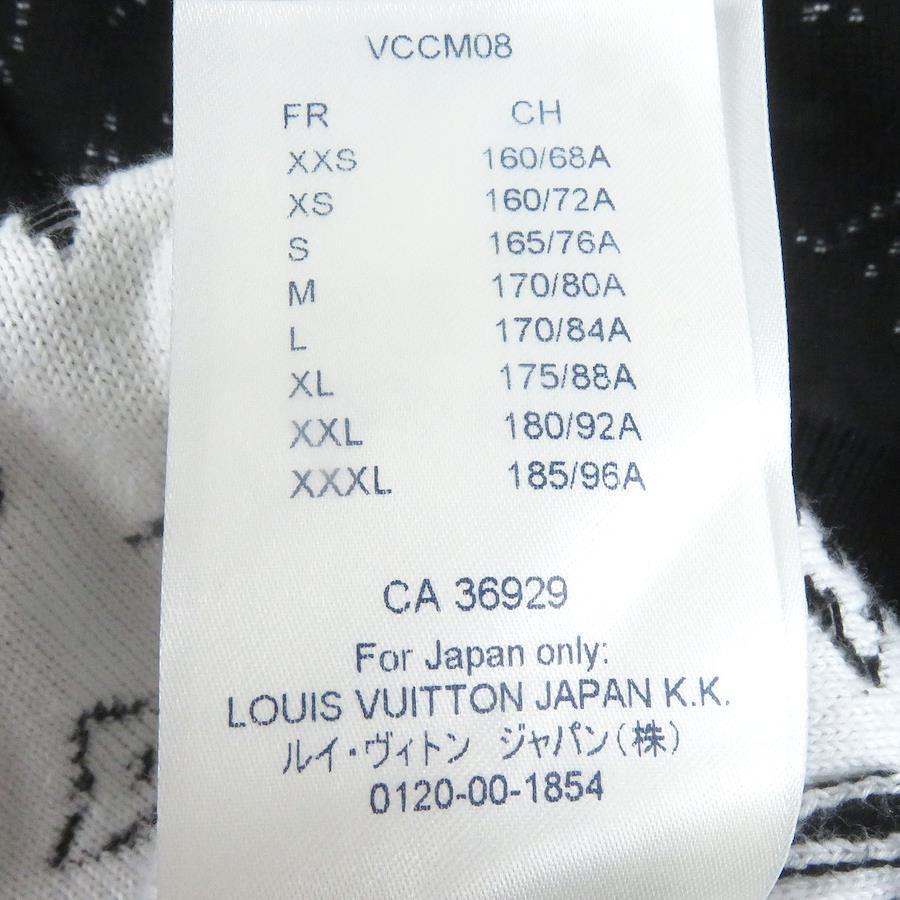 VCCM08
FR CH
XXS 160/68A
XS 160/72A
S 165/76A
M 170/80A
L 170/84A
XL 175/88A
XXL 180/92A
XXXL 185/96A
CA 36929
For Japan only:
LOUIS VUITTON JAPAN K.K.
ルイ・ヴィトン ジャパン(株)
0120-00-1854